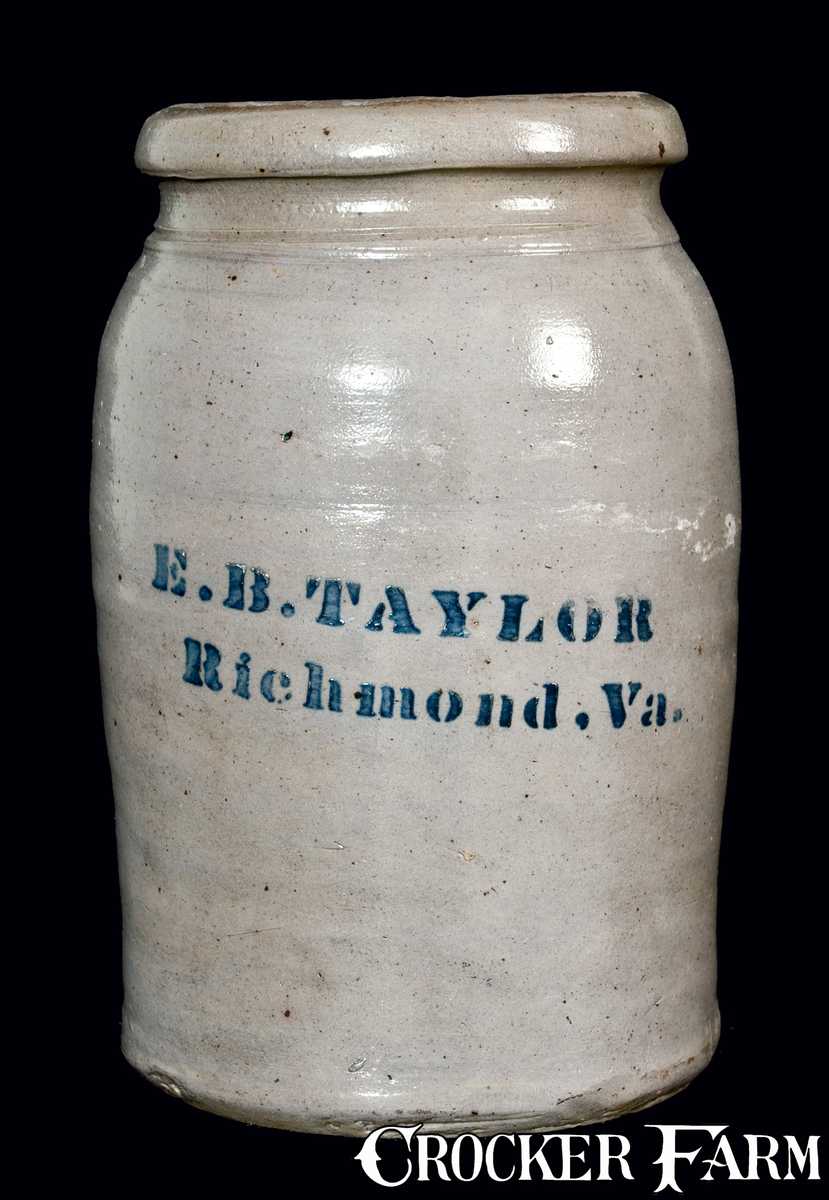 E.B.TAYLOR
Richmond.Va.
CROCKER FARM